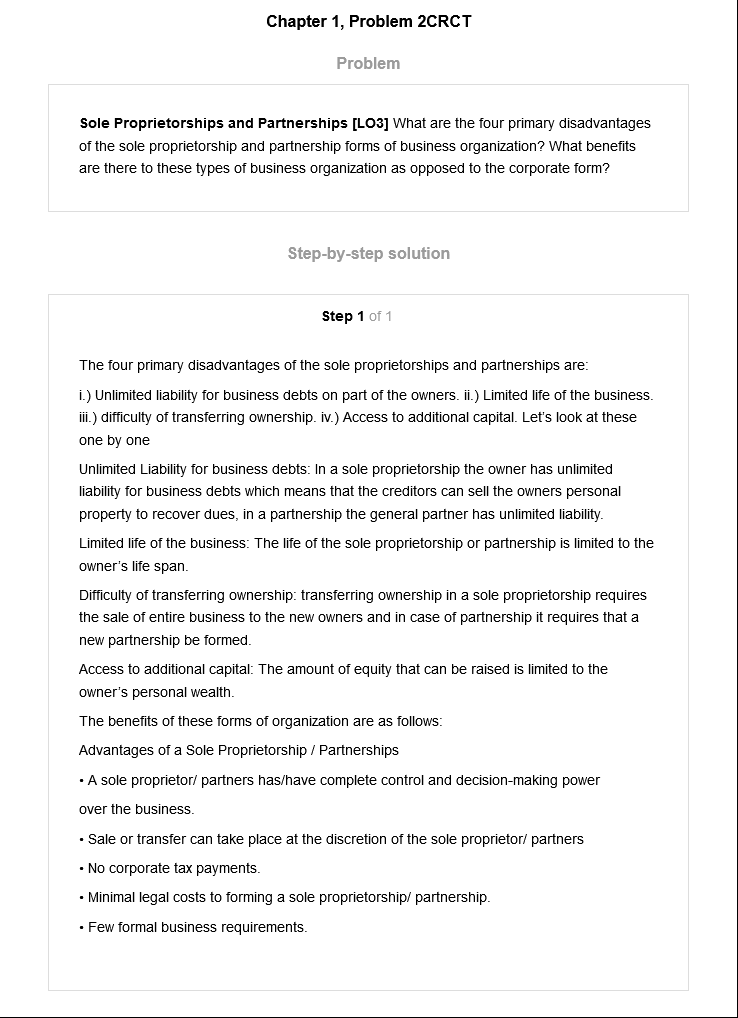 Chapter 1, Problem 2CRCT
Problem
Sole Proprietorships and Partnerships [LO3] What are the four primary disadvantages
of the sole proprietorship and partnership forms of business organization? What benefits
are there to these types of business organization as opposed to the corporate form?
Step-by-step solution
Step 1 of 1
The four primary disadvantages of the sole proprietorships and partnerships are:
i.) Unlimited liability for business debts on part of the owners. ii.) Limited life of the business.
iii.) difficulty of transferring ownership. iv.) Access to additional capital. Let’s look at these
one by one
Unlimited Liability for business debts: In a sole proprietorship the owner has unlimited
liability for business debts which means that the creditors can sell the owners personal
property to recover dues, in a partnership the general partner has unlimited liability.
Limited life of the business: The life of the sole proprietorship or partnership is limited to the
owner’s life span.
Difficulty of transferring ownership: transferring ownership in a sole proprietorship requires
the sale of entire business to the new owners and in case of partnership it requires that a
new partnership be formed.
Access to additional capital: The amount of equity that can be raised is limited to the
owner’s personal wealth.
The benefits of these forms of organization are as follows:
Advantages of a Sole Proprietorship / Partnerships
• A sole proprietor/ partners has/have complete control and decision-making power
over the business.
• Sale or transfer can take place at the discretion of the sole proprietor/ partners
• No corporate tax payments.
• Minimal legal costs to forming a sole proprietorship/ partnership.
• Few formal business requirements.